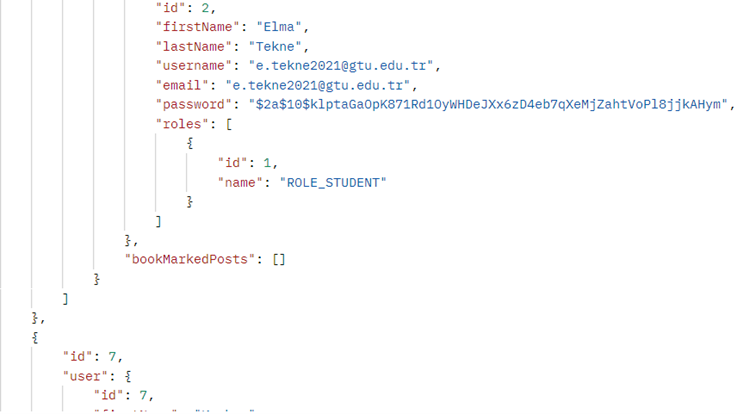 "id": 2,
"firstName": "Elma",
"lastName": "Tekne",
"username": "e.tekne2021@gtu.edu.tr",
"email": "e.tekne2021@gtu.edu.tr",
"password": "$2a$10$klptaGaOpK871Rd1OyWHDeJXx6zD4eb7qXeMjZahtVoPl8jjkAHym",
"roles": [
{
"id": 1,
"name": "ROLE_STUDENT"
}
]
},
"bookMarkedPosts": []
}
]
},
{
"id": 7,
"user": {
"id": 7,